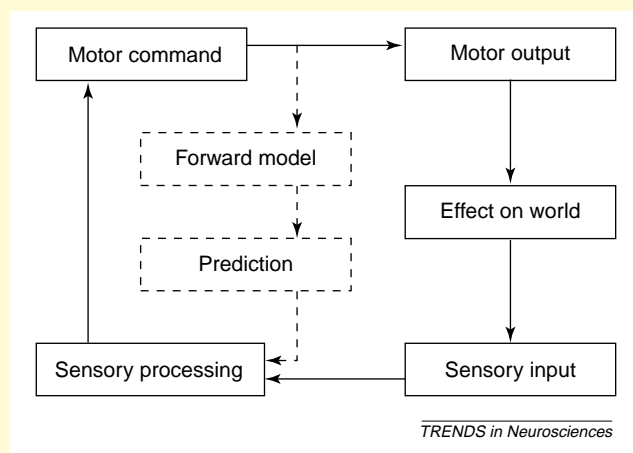 Motor command
Motor output
Forward model
Effect on world
Prediction
Sensory processing
Sensory input
TRENDS in Neurosciences